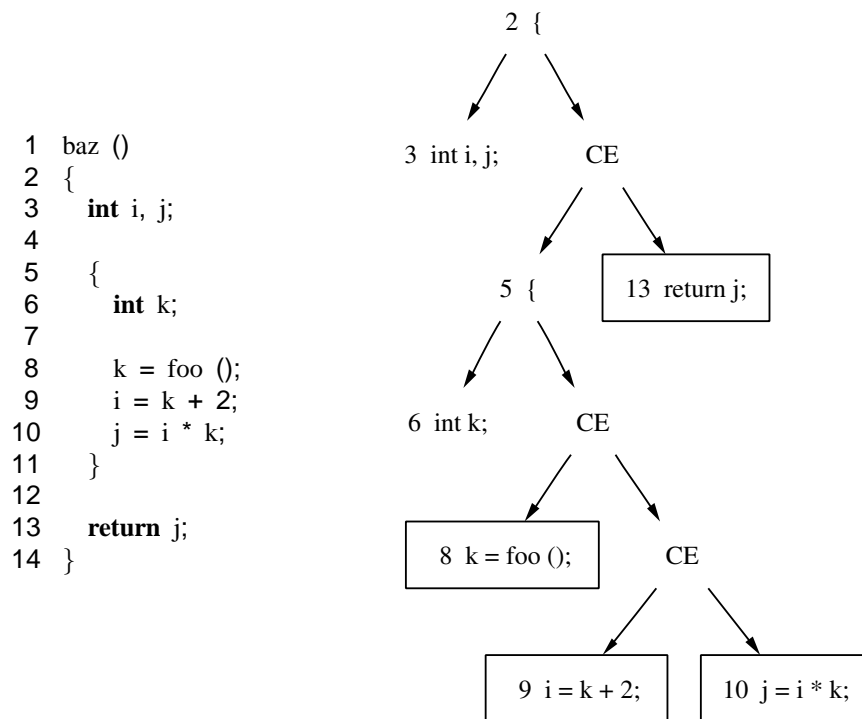 1 baz ()
2 {
3 int i, j;
4
5 {
6 int k;
7
8 k = foo ();
9 i = k + 2;
10 j = i * k;
11 }
12
13 return j;
14 }
2 {
3 int i, j;
CE
5 {
13 return j;
6 int k;
CE
8 k = foo ();
CE
9 i = k + 2;
10 j = i * k;